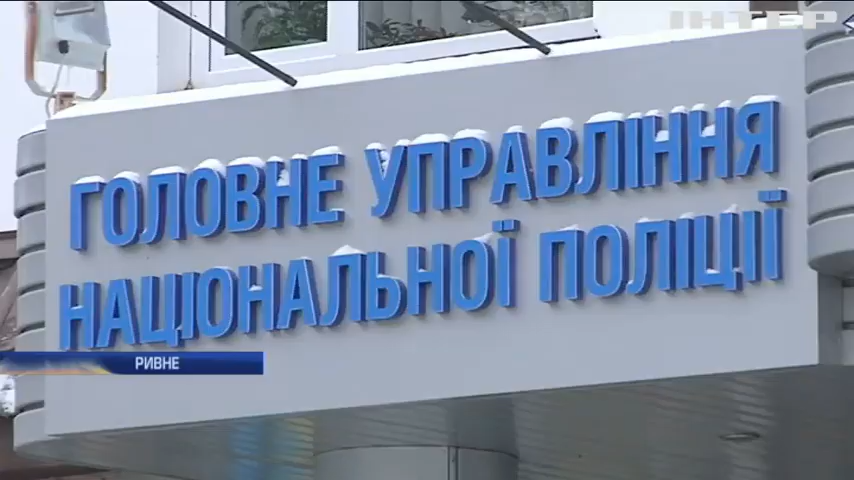 ІНТЕР
ГОЛОВНЕ УПРАВЛІННЯ
НАЦІОНАЛЬНОЇ ПОЛІЦІЇ
РИВНЕ